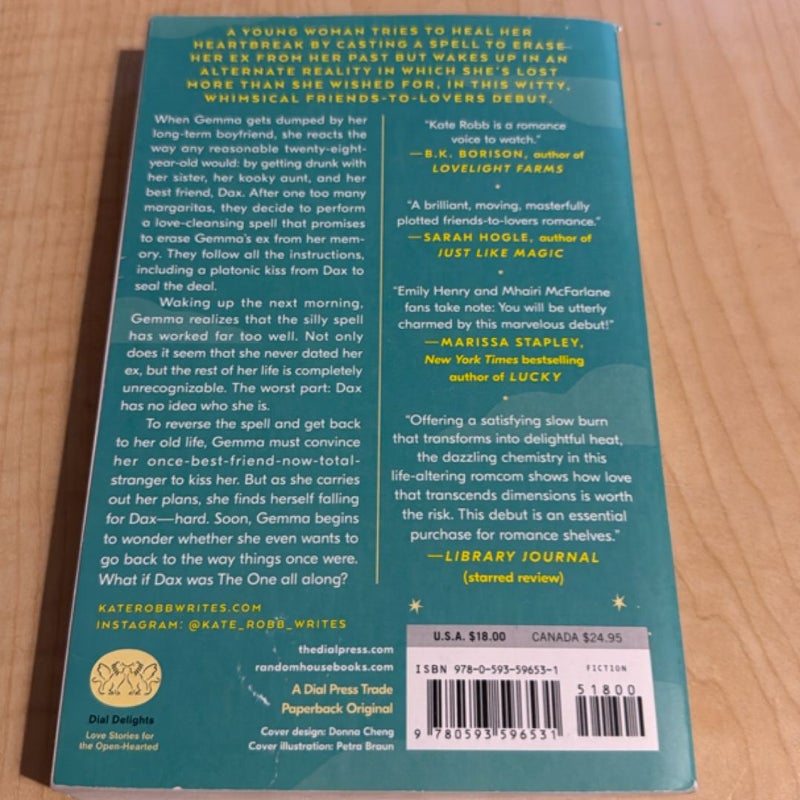 A YOUNG WOMAN TRIES TO HEAL HER
HEARTBREAK BY CASTING A SPELL TO ERASE
HER EX FROM HER PAST BUT WAKES UP IN AN
ALTERNATE REALITY IN WHICH SHE'S LOST
MORE THAN SHE WISHED FOR, IN THIS WITTY,
WHIMSICAL FRIENDS-TO-LOVERS DEBUT.
When Gemma gets dumped by her
long-term boyfriend, she reacts the
way any reasonable twenty-eight-
year-old would: by getting drunk with
her sister, her kooky aunt, and her
best friend, Dax. After one too many
margaritas, they decide to perform
a love-cleansing spell that promises
to erase Gemma's ex from her mem-
ory. They follow all the instructions,
including a platonic kiss from Dax to
seal the deal.
Waking up the next morning,
Gemma realizes that the silly spell
has worked far too well. Not only
does it seem that she never dated her
ex, but the rest of her life is completely
unrecognizable. The worst part: Dax
has no idea who she is.
To reverse the spell and get back
to her old life, Gemma must convince
her once-best-friend-now-total-
stranger to kiss her. But as she carries
out her plans, she finds herself falling
for Dax—hard. Soon, Gemma begins
to wonder whether she even wants to
go back to the way things once were.
What if Dax was The One all along?
"Kate Robb is a romance
voice to watch."
—B.K. BORISON, author of
LOVELIGHT FARMS
"A brilliant, moving, masterfully
plotted friends-to-lovers romance."
—SARAH HOGLE, author of
JUST LIKE MAGIC
"Emily Henry and Mhairi McFarlane
fans take note: You will be utterly
charmed by this marvelous debut!"
—MARISSA STAPLEY,
New York Times bestselling
author of LUCKY
"Offering a satisfying slow burn
that transforms into delightful heat,
the dazzling chemistry in this
life-altering romcom shows how love
that transcends dimensions is worth
the risk. This debut is an essential
purchase for romance shelves."
—LIBRARY JOURNAL
(starred review)
KATEROBBWRITES.COM
INSTAGRAM: @KATE_ROBB_WRITES
Dial Delights
Love Stories for
the Open-Hearted
thedialpress.com
randomhousebooks.com
A Dial Press Trade
Paperback Original
Cover design: Donna Cheng
Cover illustration: Petra Braun
U.S.A. $18.00 CANADA $24.95
ISBN 978-0-593-59653-1 FICTION
51800
9 780593 596531